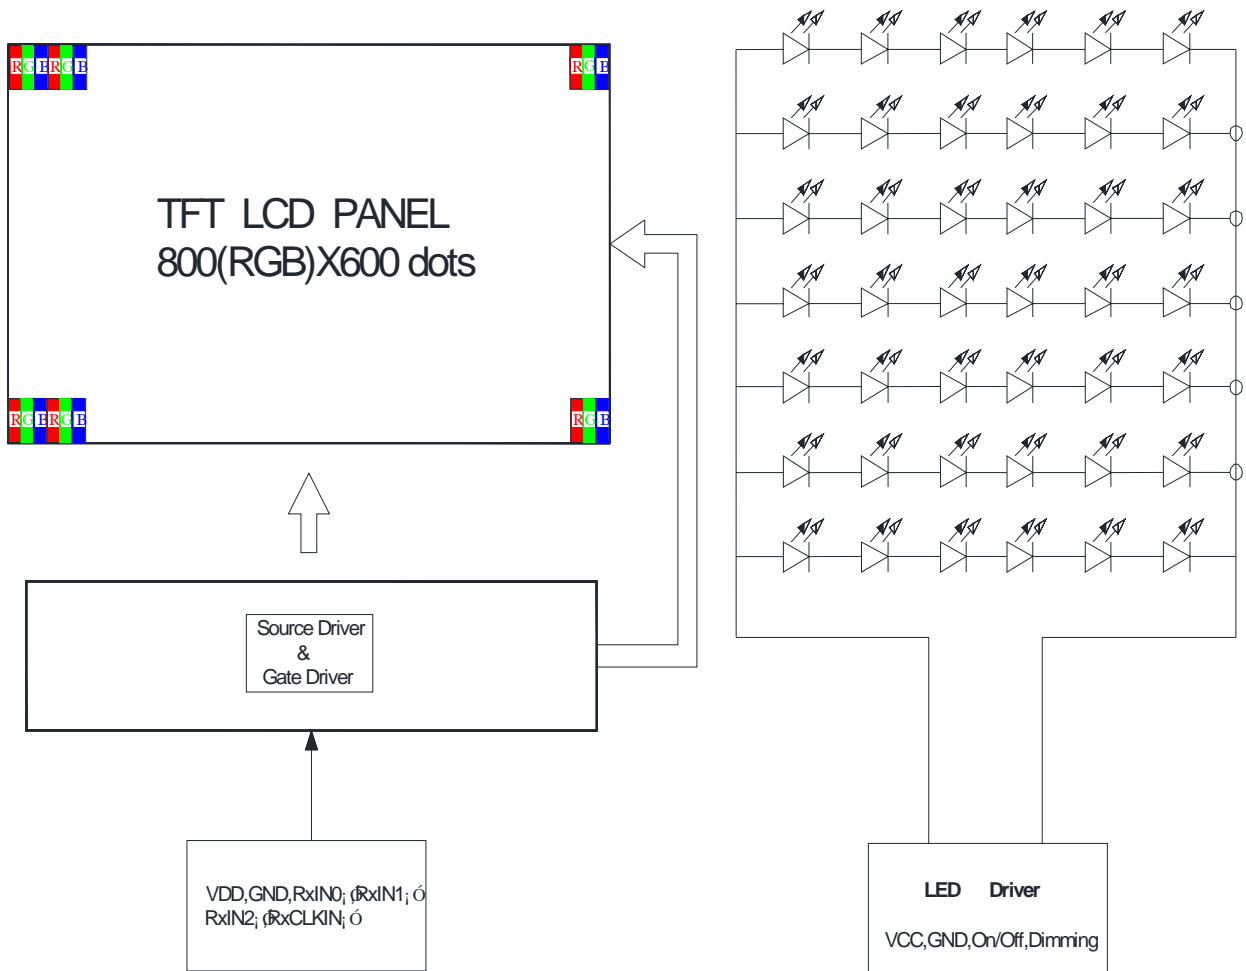 RGBRGB RGB
TFT LCD PANEL
800(RGB)X600 dots
RGBRGB RGB
Source Driver
&
Gate Driver
VDD,GND,RxIN0¡ RxIN1¡ Ó
RxIN2¡ RxCLKIN¡ Ó
LED Driver
VCC,GND,On/Off,Dimming